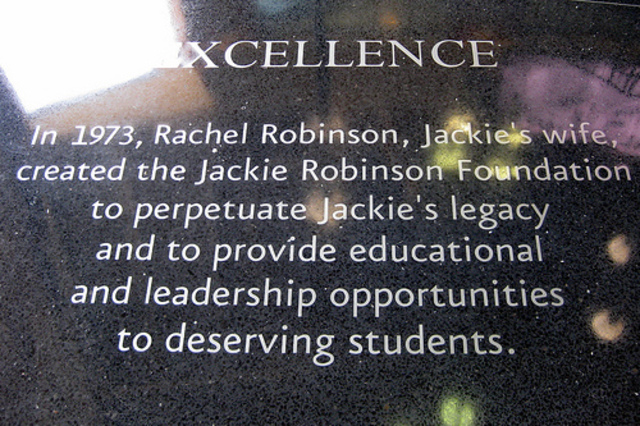 EXCELLENCE
In 1973, Rachel Robinson, Jackie's wife,
created the Jackie Robinson Foundation
to perpetuate Jackie's legacy
and to provide educational
and leadership opportunities
to deserving students.